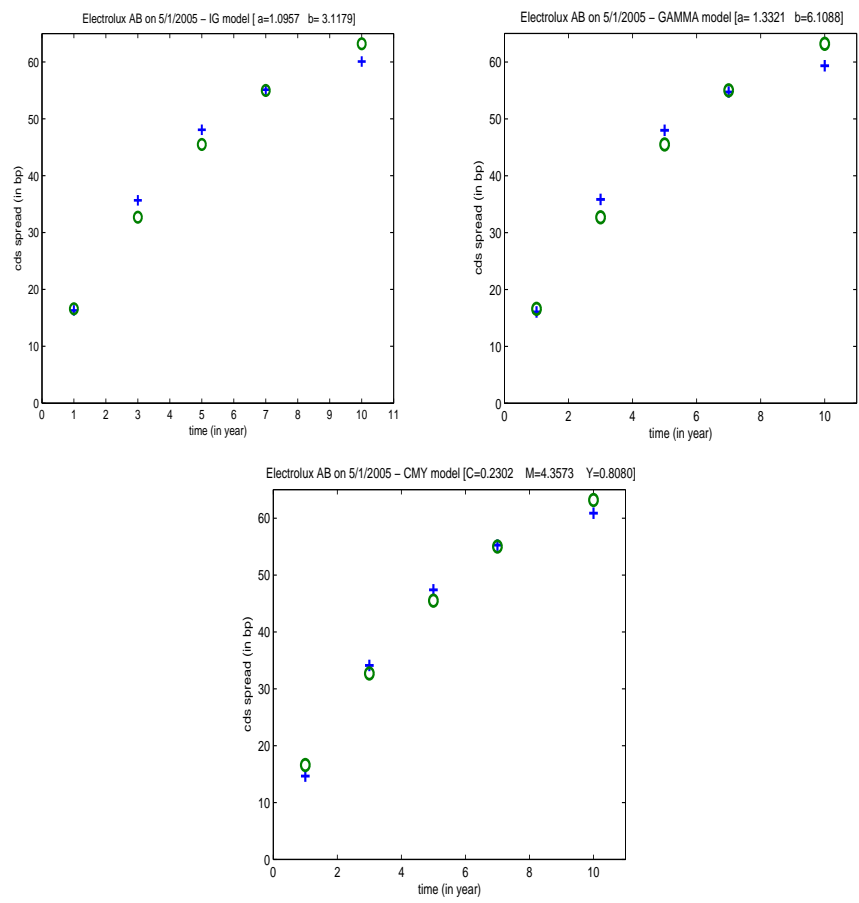 Electrolux AB on 5/1/2005 – IG model [ a=1.0957 b= 3.1179]
60
50
40
30
20
10
0
cds spread (in bp)
0 1 2 3 4 5 6 7 8 9 10 11
time (in year)
Electrolux AB on 5/1/2005 – GAMMA model [a= 1.3321 b=6.1088]
60
50
40
30
20
10
0
cds spread (in bp)
0 2 4 6 8 10
time (in year)
Electrolux AB on 5/1/2005 – CMY model [C=0.2302 M=4.3573 Y=0.8080]
60
50
40
30
20
10
0
cds spread (in bp)
0 2 4 6 8 10
time (in year)